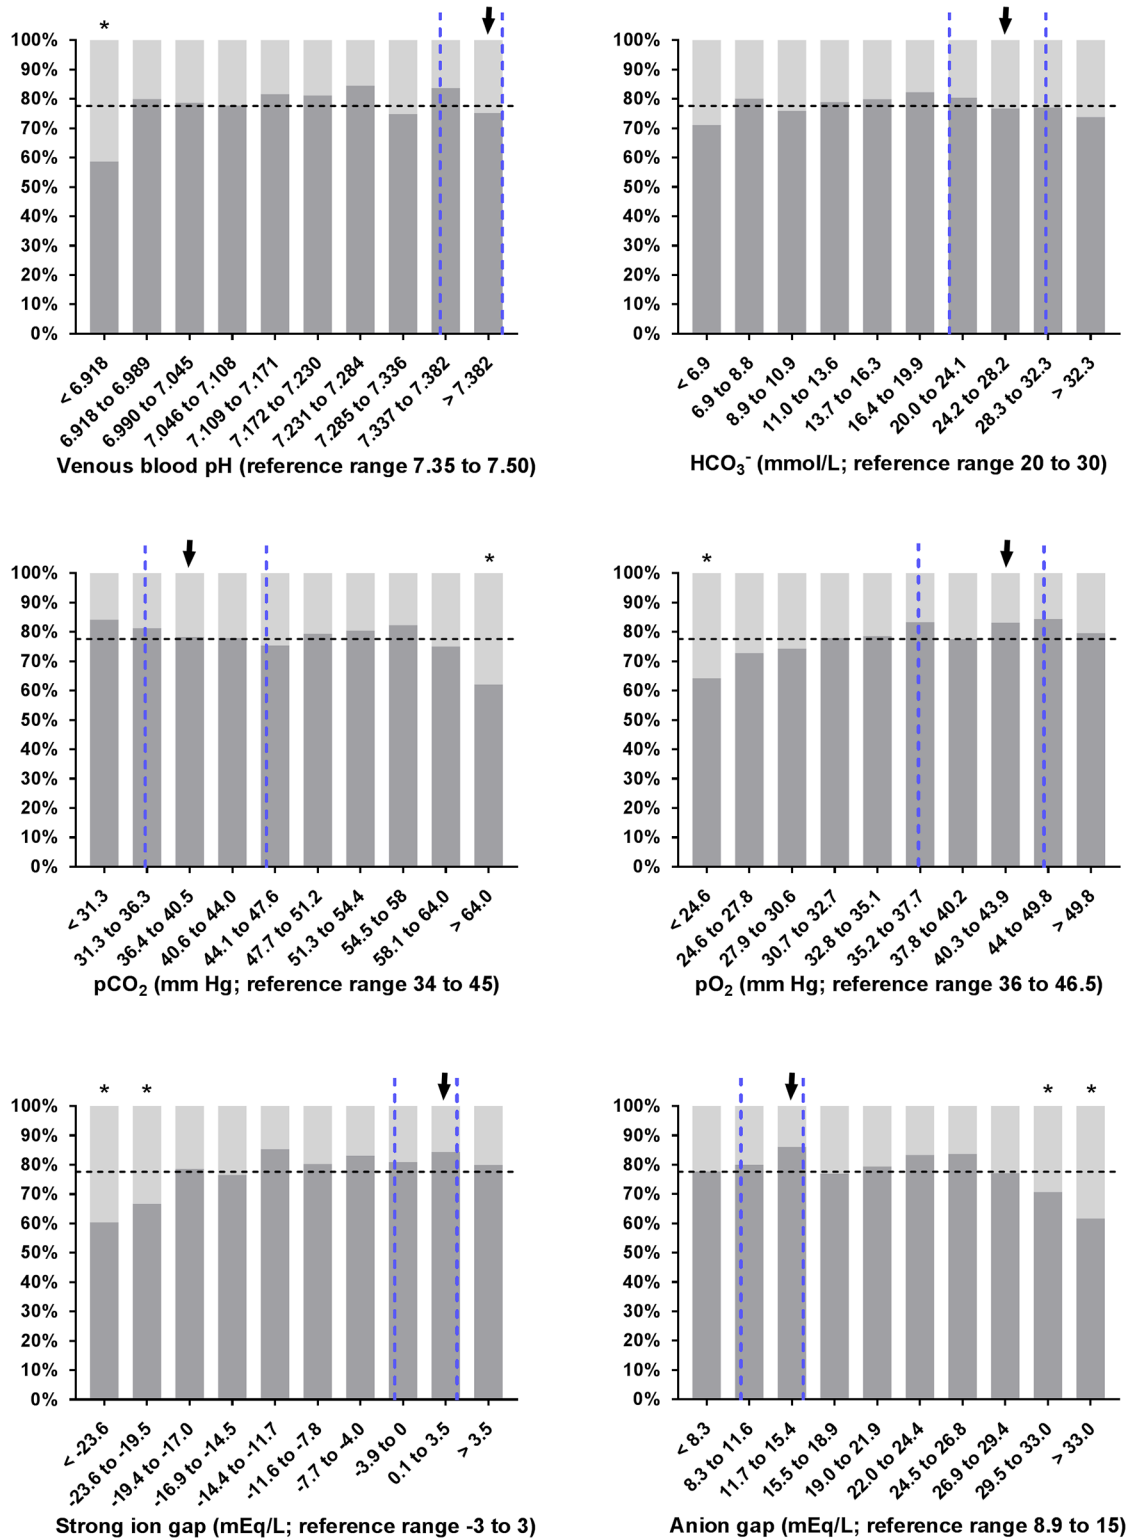 *
100%
90%
80%
70%
60%
50%
40%
30%
20%
10%
0%
< 6.918
6.918 to 6.989
6.990 to 7.045
7.046 to 7.108
7.109 to 7.171
7.172 to 7.230
7.231 to 7.284
7.285 to 7.336
7.337 to 7.382
> 7.382
Venous blood pH (reference range 7.35 to 7.50)
100%
90%
80%
70%
60%
50%
40%
30%
20%
10%
0%
< 6.9
6.9 to 8.8
8.9 to 10.9
11.0 to 13.6
13.7 to 16.3
16.4 to 19.9
20.0 to 24.1
24.2 to 28.2
28.3 to 32.3
> 32.3
HCO₃⁻ (mmol/L; reference range 20 to 30)
*
100%
90%
80%
70%
60%
50%
40%
30%
20%
10%
0%
< 31.3
31.3 to 36.3
36.4 to 40.5
40.6 to 44.0
44.1 to 47.6
47.7 to 51.2
51.3 to 54.4
54.5 to 58
58.1 to 64.0
> 64.0
pCO₂ (mm Hg; reference range 34 to 45)
*
100%
90%
80%
70%
60%
50%
40%
30%
20%
10%
0%
< 24.6
24.6 to 27.8
27.9 to 30.6
30.7 to 32.7
32.8 to 35.1
35.2 to 37.7
37.8 to 40.2
40.3 to 43.9
44 to 49.8
> 49.8
pO₂ (mm Hg; reference range 36 to 46.5)
* *
100%
90%
80%
70%
60%
50%
40%
30%
20%
10%
0%
< -23.6
-23.6 to -19.5
-19.4 to -17.0
-16.9 to -14.5
-14.4 to -11.7
-11.6 to -7.8
-7.7 to -4.0
-3.9 to 0
0.1 to 3.5
> 3.5
Strong ion gap (mEq/L; reference range -3 to 3)
* *
100%
90%
80%
70%
60%
50%
40%
30%
20%
10%
0%
< 8.3
8.3 to 11.6
11.7 to 15.4
15.5 to 18.9
19.0 to 21.9
22.0 to 24.4
24.5 to 26.8
26.9 to 29.4
29.5 to 33.0
> 33.0
Anion gap (mEq/L; reference range 8.9 to 15)